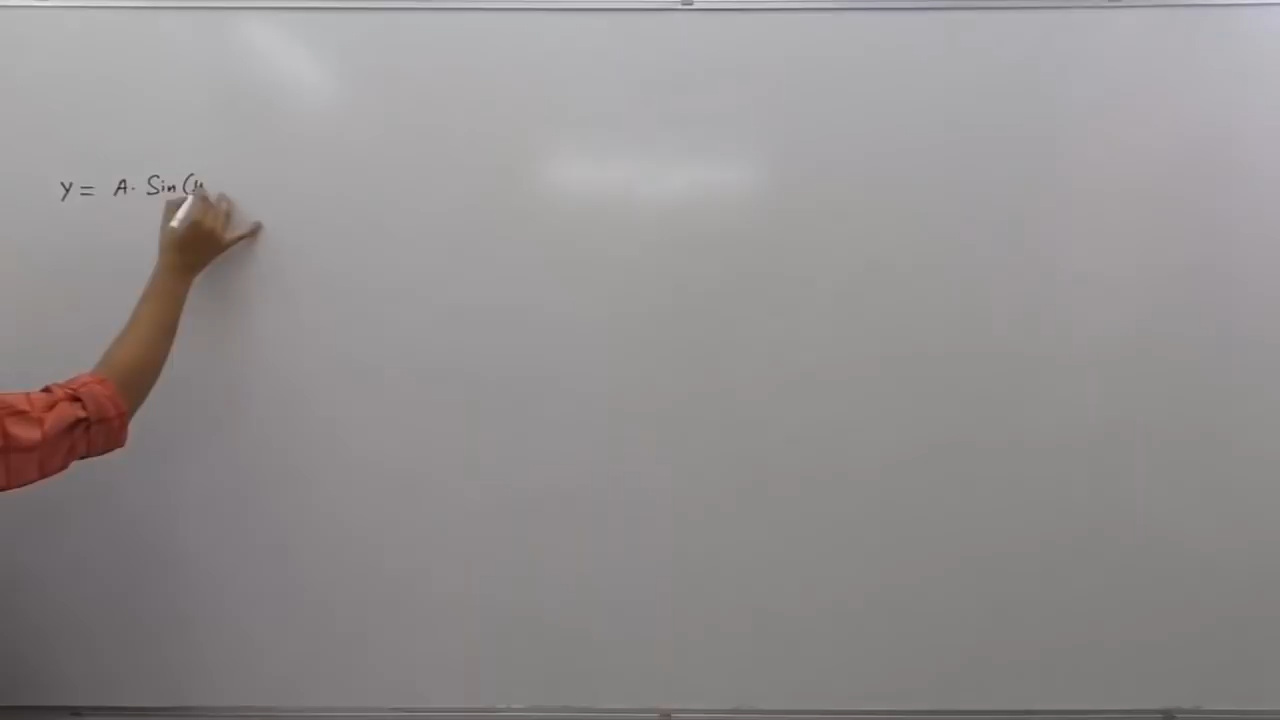 Y = A. Sin(